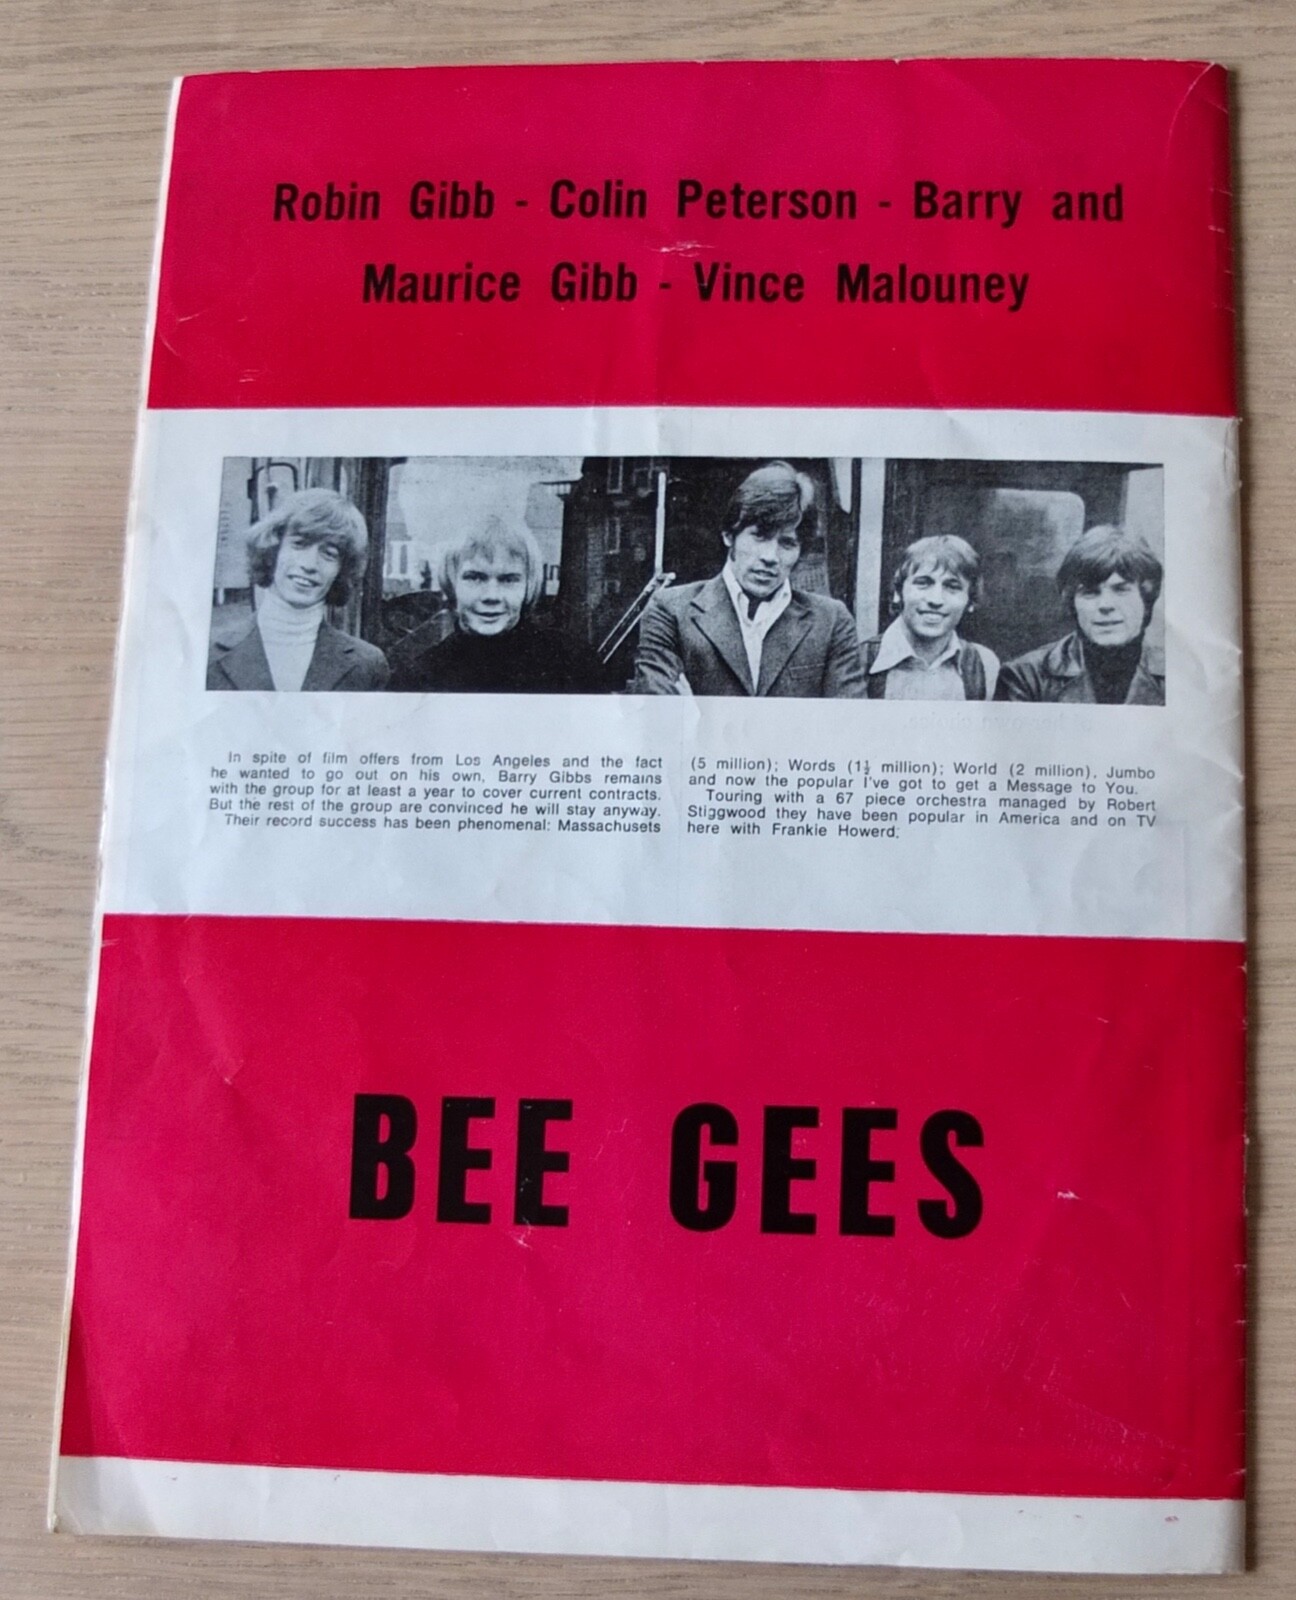 Robin Gibb - Colin Peterson - Barry and
Maurice Gibb - Vince Malouney
In spite of film offers from Los Angeles and the fact
he wanted to go out on his own, Barry Gibbs remains
with the group for at least a year to cover current contracts.
But the rest of the group are convinced he will stay anyway.
Their record success has been phenomenal: Massachusets
(5 million); Words (1½ million); World (2 million), Jumbo
and now the popular I've got to get a Message to You.
Touring with a 67 piece orchestra managed by Robert
Stiggwood they have been popular in America and on TV
here with Frankie Howerd.
BEE GEES